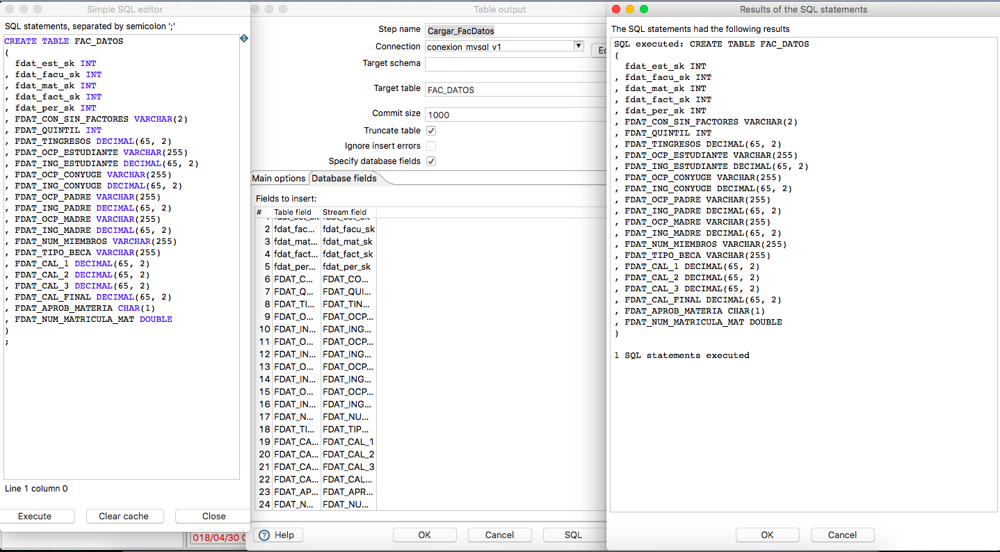 Simple SQL editor
SQL statements, separated by semicolon ';'
CREATE TABLE FAC_DATOS
(
fdat_est_sk INT
, fdat_facu_sk INT
, fdat_mat_sk INT
, fdat_fact_sk INT
, fdat_per_sk INT
, FDAT_CON_SIN_FACTORES VARCHAR(2)
, FDAT_QUINTIL INT
, FDAT_TINGRESOS DECIMAL(65, 2)
, FDAT_OCP_ESTUDIANTE VARCHAR(255)
, FDAT_ING_ESTUDIANTE DECIMAL(65, 2)
, FDAT_OCP_CONYUGE VARCHAR(255)
, FDAT_ING_CONYUGE DECIMAL(65, 2)
, FDAT_OCP_PADRE VARCHAR(255)
, FDAT_ING_PADRE DECIMAL(65, 2)
, FDAT_OCP_MADRE VARCHAR(255)
, FDAT_ING_MADRE DECIMAL(65, 2)
, FDAT_NUM_MIEMBROS VARCHAR(255)
, FDAT_TIPO_BECA VARCHAR(255)
, FDAT_CAL_1 DECIMAL(65, 2)
, FDAT_CAL_2 DECIMAL(65, 2)
, FDAT_CAL_3 DECIMAL(65, 2)
, FDAT_CAL_FINAL DECIMAL(65, 2)
, FDAT_APROB_MATERIA CHAR(1)
, FDAT_NUM_MATRICULA_MAT DOUBLE
)
;
Line 1 column 0
Execute Clear cache Close
018/04/30
Table output
Step name Cargar_FacDatos
Connection conexion_mysql_v1
Target schema
Target table FAC_DATOS
Commit size 1000
Truncate table
Ignore insert errors
Specify database fields
Main options Database fields
Fields to insert:
# Table field Stream field
1 fdat_est_sk fdat_est_sk
2 fdat_fac... fdat_facu_sk
3 fdat_mat... fdat_mat_sk
4 fdat_fact... fdat_fact_sk
5 fdat_per... fdat_per_sk
6 FDAT_C... FDAT_CO...
7 FDAT_Q... FDAT_QUI...
8 FDAT_TI... FDAT_TIN...
9 FDAT_O... FDAT_OCP...
10 FDAT_IN... FDAT_ING...
11 FDAT_O... FDAT_OCP...
12 FDAT_IN... FDAT_ING...
13 FDAT_O... FDAT_OCP...
14 FDAT_IN... FDAT_ING...
15 FDAT_O... FDAT_OCP...
16 FDAT_IN... FDAT_ING...
17 FDAT_N... FDAT_NU...
18 FDAT_TI... FDAT_TIP...
19 FDAT_CA... FDAT_CAL_1
20 FDAT_CA... FDAT_CAL_2
21 FDAT_CA... FDAT_CAL_3
22 FDAT_CA... FDAT_CAL...
23 FDAT_AP... FDAT_APR...
24 FDAT_N... FDAT_NU...
Help OK Cancel SQL
Results of the SQL statements
The SQL statements had the following results
SQL executed: CREATE TABLE FAC_DATOS
(
fdat_est_sk INT
, fdat_facu_sk INT
, fdat_mat_sk INT
, fdat_fact_sk INT
, fdat_per_sk INT
, FDAT_CON_SIN_FACTORES VARCHAR(2)
, FDAT_QUINTIL INT
, FDAT_TINGRESOS DECIMAL(65, 2)
, FDAT_OCP_ESTUDIANTE VARCHAR(255)
, FDAT_ING_ESTUDIANTE DECIMAL(65, 2)
, FDAT_OCP_CONYUGE VARCHAR(255)
, FDAT_ING_CONYUGE DECIMAL(65, 2)
, FDAT_OCP_PADRE VARCHAR(255)
, FDAT_ING_PADRE DECIMAL(65, 2)
, FDAT_OCP_MADRE VARCHAR(255)
, FDAT_ING_MADRE DECIMAL(65, 2)
, FDAT_NUM_MIEMBROS VARCHAR(255)
, FDAT_TIPO_BECA VARCHAR(255)
, FDAT_CAL_1 DECIMAL(65, 2)
, FDAT_CAL_2 DECIMAL(65, 2)
, FDAT_CAL_3 DECIMAL(65, 2)
, FDAT_CAL_FINAL DECIMAL(65, 2)
, FDAT_APROB_MATERIA CHAR(1)
, FDAT_NUM_MATRICULA_MAT DOUBLE
)
1 SQL statements executed
OK Cancel